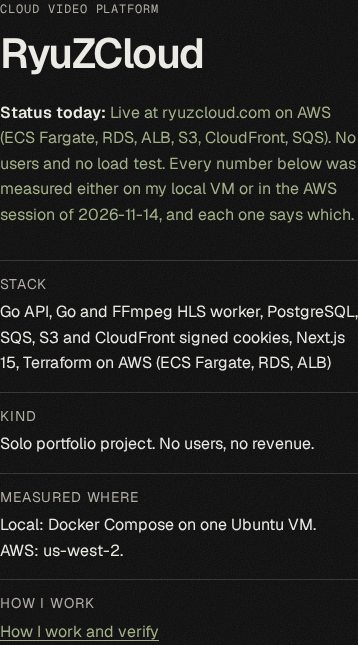 CLOUD VIDEO PLATFORM
RyuZCloud
Status today: Live at ryuzcloud.com on AWS
(ECS Fargate, RDS, ALB, S3, CloudFront, SQS). No
users and no load test. Every number below was
measured either on my local VM or in the AWS
session of 2026-11-14, and each one says which.
STACK
Go API, Go and FFmpeg HLS worker, PostgreSQL,
SQS, S3 and CloudFront signed cookies, Next.js
15, Terraform on AWS (ECS Fargate, RDS, ALB)
KIND
Solo portfolio project. No users, no revenue.
MEASURED WHERE
Local: Docker Compose on one Ubuntu VM.
AWS: us-west-2.
HOW I WORK
How I work and verify